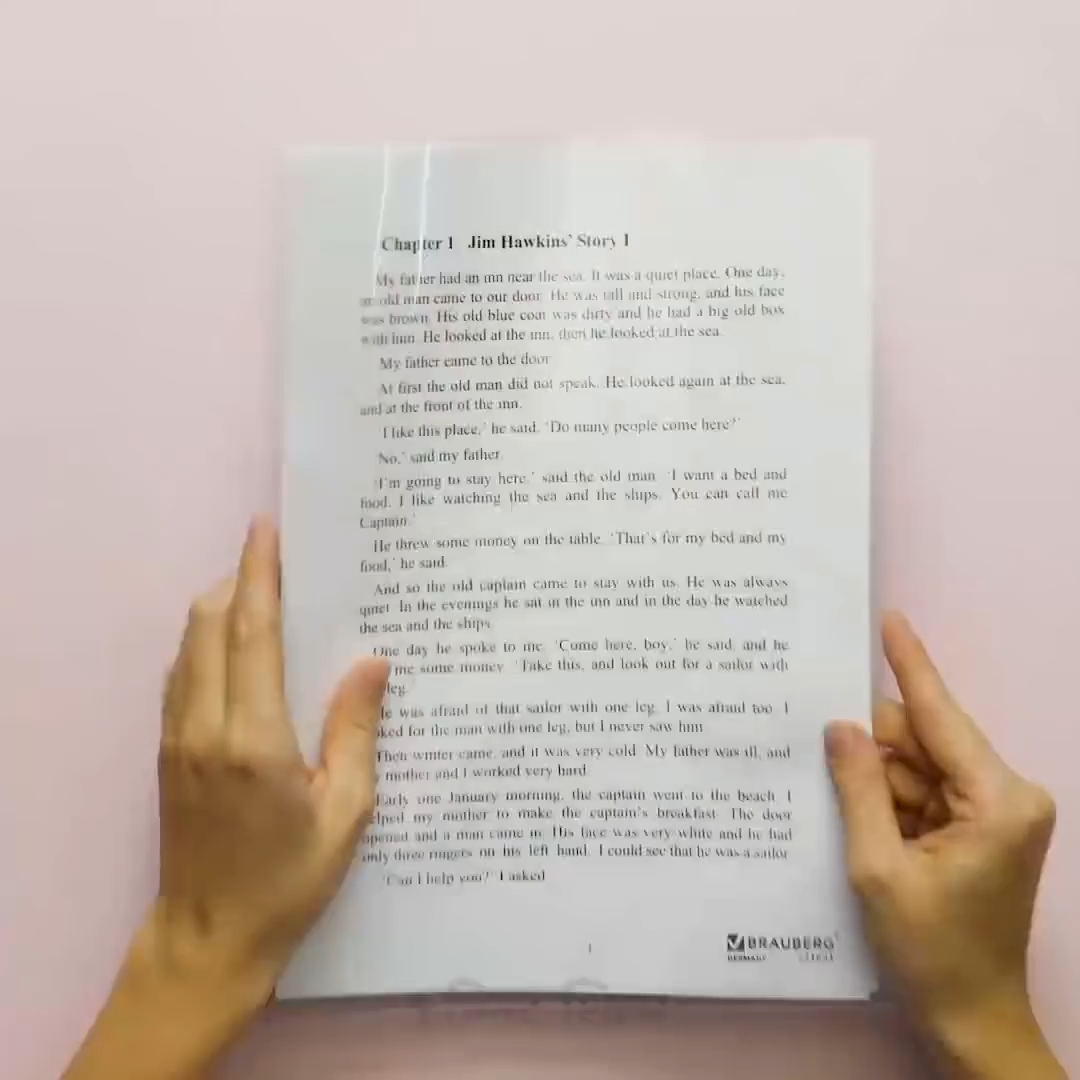 Chapter 1 Jim Hawkins' Story 1
My father had an inn near the sea. It was a quiet place. One day,
an old man came to our door. He was tall and strong, and his face
was brown. His old blue coat was dirty and he had a big old box
with him. He looked at the inn, then he looked at the sea.
My father came to the door
At first the old man did not speak. He looked again at the sea,
and at the front of the inn.
'I like this place,' he said. 'Do many people come here?'
'No,' said my father.
'I'm going to stay here,' said the old man. 'I want a bed and
food. I like watching the sea and the ships. You can call me
Captain.'
He threw some money on the table. 'That's for my bed and my
food,' he said.
And so the old captain came to stay with us. He was always
quiet. In the evenings he sat in the inn and in the day he watched
the sea and the ships
One day he spoke to me. 'Come here, boy,' he said, and he
me some money. 'Take this, and look out for a sailor with
leg.
He was afraid of that sailor with one leg. I was afraid too. I
ked for the man with one leg, but I never saw him
Then winter came, and it was very cold. My father was ill, and
mother and I worked very hard.
Early one January morning, the captain went to the beach. I
elped my mother to make the captain's breakfast. The door
opened and a man came in. His face was very white and he had
only three fingers on his left hand. I could see that he was a sailor
'Can I help you?' I asked
1
BRAUBERG
GERMANY